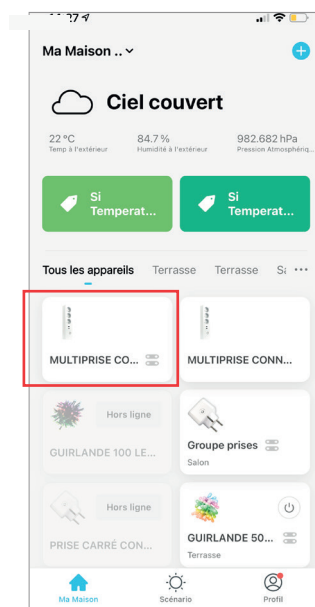 :27
Ma Maison ..
Ciel couvert
22 °C 84.7 % 982.682 hPa
Temp à l'extérieur Humidité à l'extérieur Pression Atmosphériq...
Si Si
Temperat... Temperat...
Tous les appareils Terrasse Terrasse Sa ...
MULTIPRISE CO... MULTIPRISE CONN...
Hors ligne
GUIRLANDE 100 LE... Groupe prises
Salon
Hors ligne
PRISE CARRÉ CON... GUIRLANDE 50...
Terrasse
Ma Maison Scénario Profil